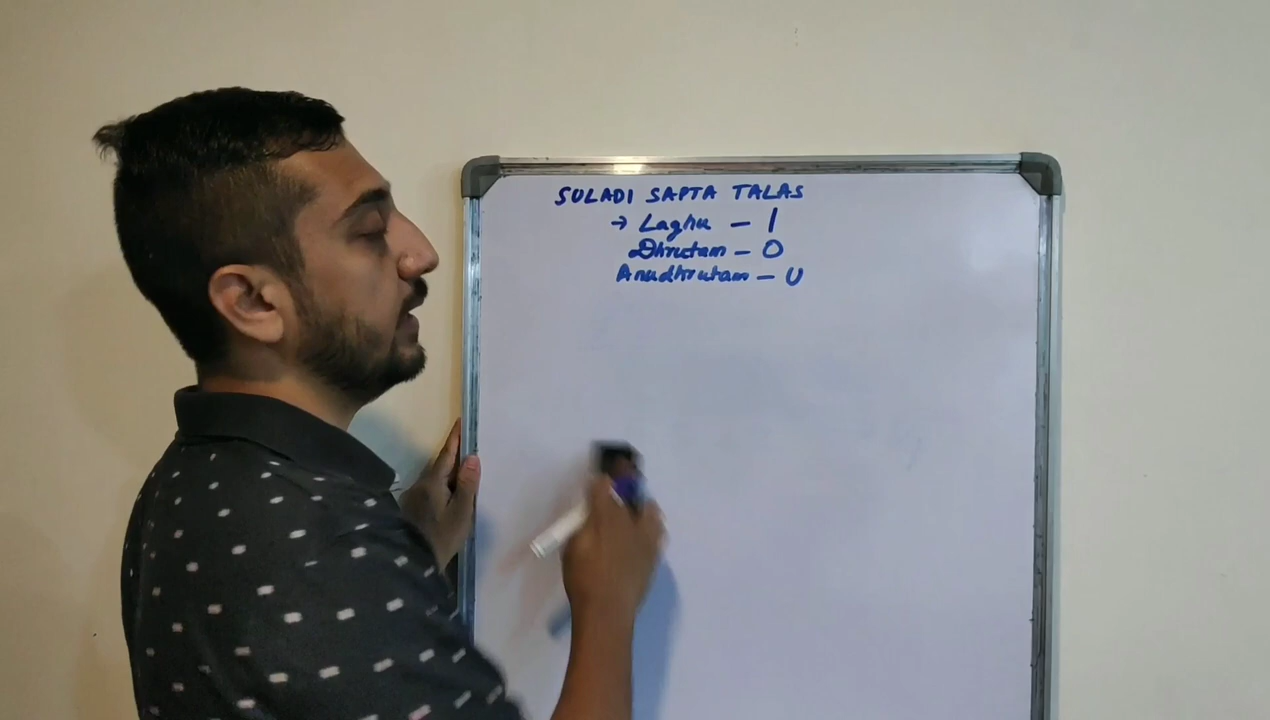 SULADI SAPTA TALAS
→ Laghu - |
Dhrutam - O
Anudhrutam - U